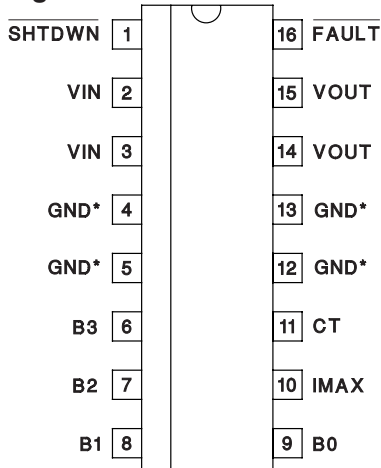 SHTDWN 1 16 FAULT
VIN 2 15 VOUT
VIN 3 14 VOUT
GND* 4 13 GND*
GND* 5 12 GND*
B3 6 11 CT
B2 7 10 IMAX
B1 8 9 B0